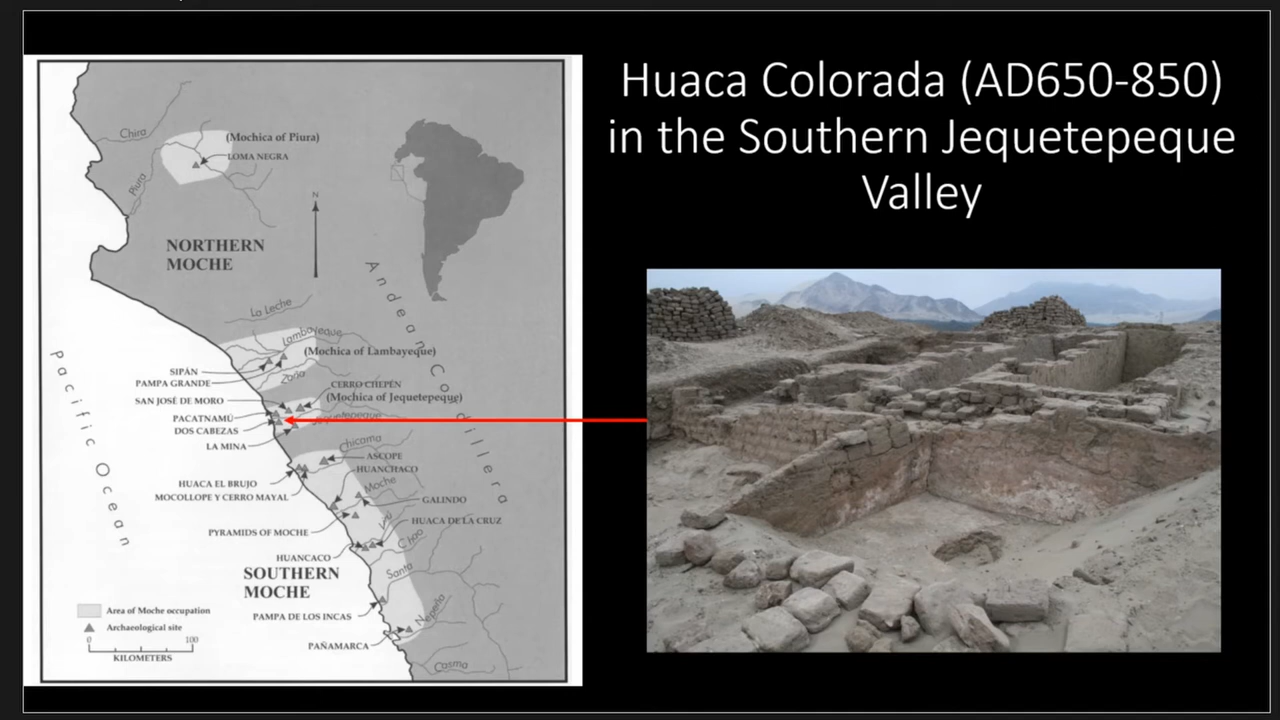 Huaca Colorada (AD650-850)
in the Southern Jequetepeque
Valley
Chira
(Mochica of Piura)
LOMA NEGRA
Piura
N
NORTHERN
MOCHE
Andean Cordillera
La Leche
Lambayeque
(Mochica of Lambayeque)
SIPÁN
PAMPA GRANDE
Zaña
CERRO CHEPÉN
(Mochica of Jequetepeque)
SAN JOSÉ DE MORO
PACATNAMÚ
Jequetepeque
DOS CABEZAS
LA MINA
Pacific Ocean
Chicama
ASCOPE
HUANCHACO
HUACA EL BRUJO
MOCOLLOPE Y CERRO MAYAL
Moche
GALINDO
PYRAMIDS OF MOCHE
HUACA DE LA CRUZ
Virú
Chao
HUANCACO
SOUTHERN
MOCHE
Santa
PAMPA DE LOS INCAS
Nepeña
PAÑAMARCA
Casma
Area of Moche occupation
Archaeological site
0 100
KILOMETERS